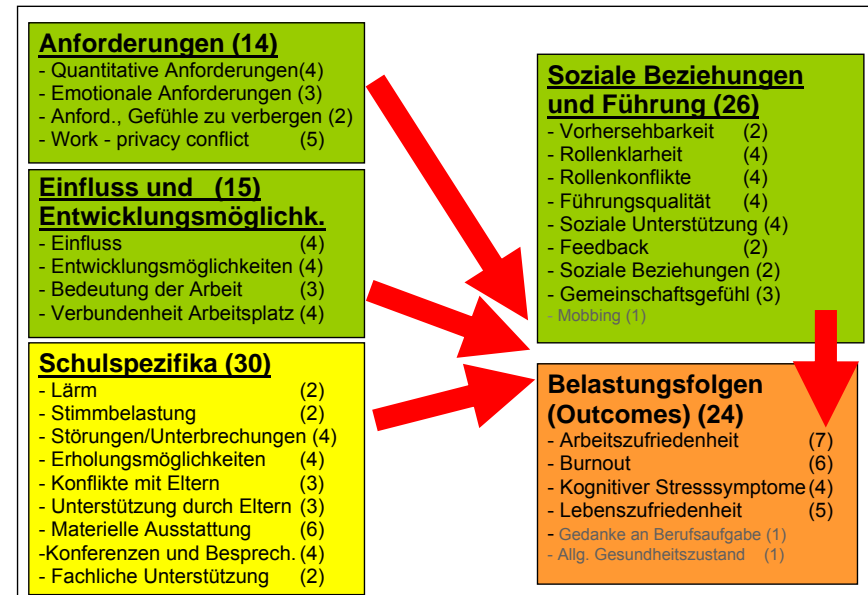 Anforderungen (14)
- Quantitative Anforderungen(4)
- Emotionale Anforderungen (3)
- Anford., Gefühle zu verbergen (2)
- Work - privacy conflict (5)
Einfluss und (15)
Entwicklungsmöglichk.
- Einfluss (4)
- Entwicklungsmöglichkeiten (4)
- Bedeutung der Arbeit (3)
- Verbundenheit Arbeitsplatz (4)
Schulspezifika (30)
- Lärm (2)
- Stimmbelastung (2)
- Störungen/Unterbrechungen (4)
- Erholungsmöglichkeiten (4)
- Konflikte mit Eltern (3)
- Unterstützung durch Eltern (3)
- Materielle Ausstattung (6)
-Konferenzen und Besprech. (4)
- Fachliche Unterstützung (2)
Soziale Beziehungen
und Führung (26)
- Vorhersehbarkeit (2)
- Rollenklarheit (4)
- Rollenkonflikte (4)
- Führungsqualität (4)
- Soziale Unterstützung (4)
- Feedback (2)
- Soziale Beziehungen (2)
- Gemeinschaftsgefühl (3)
- Mobbing (1)
Belastungsfolgen
(Outcomes) (24)
- Arbeitszufriedenheit (7)
- Burnout (6)
- Kognitiver Stresssymptome (4)
- Lebenszufriedenheit (5)
- Gedanke an Berufsaufgabe (1)
- Allg. Gesundheitszustand (1)